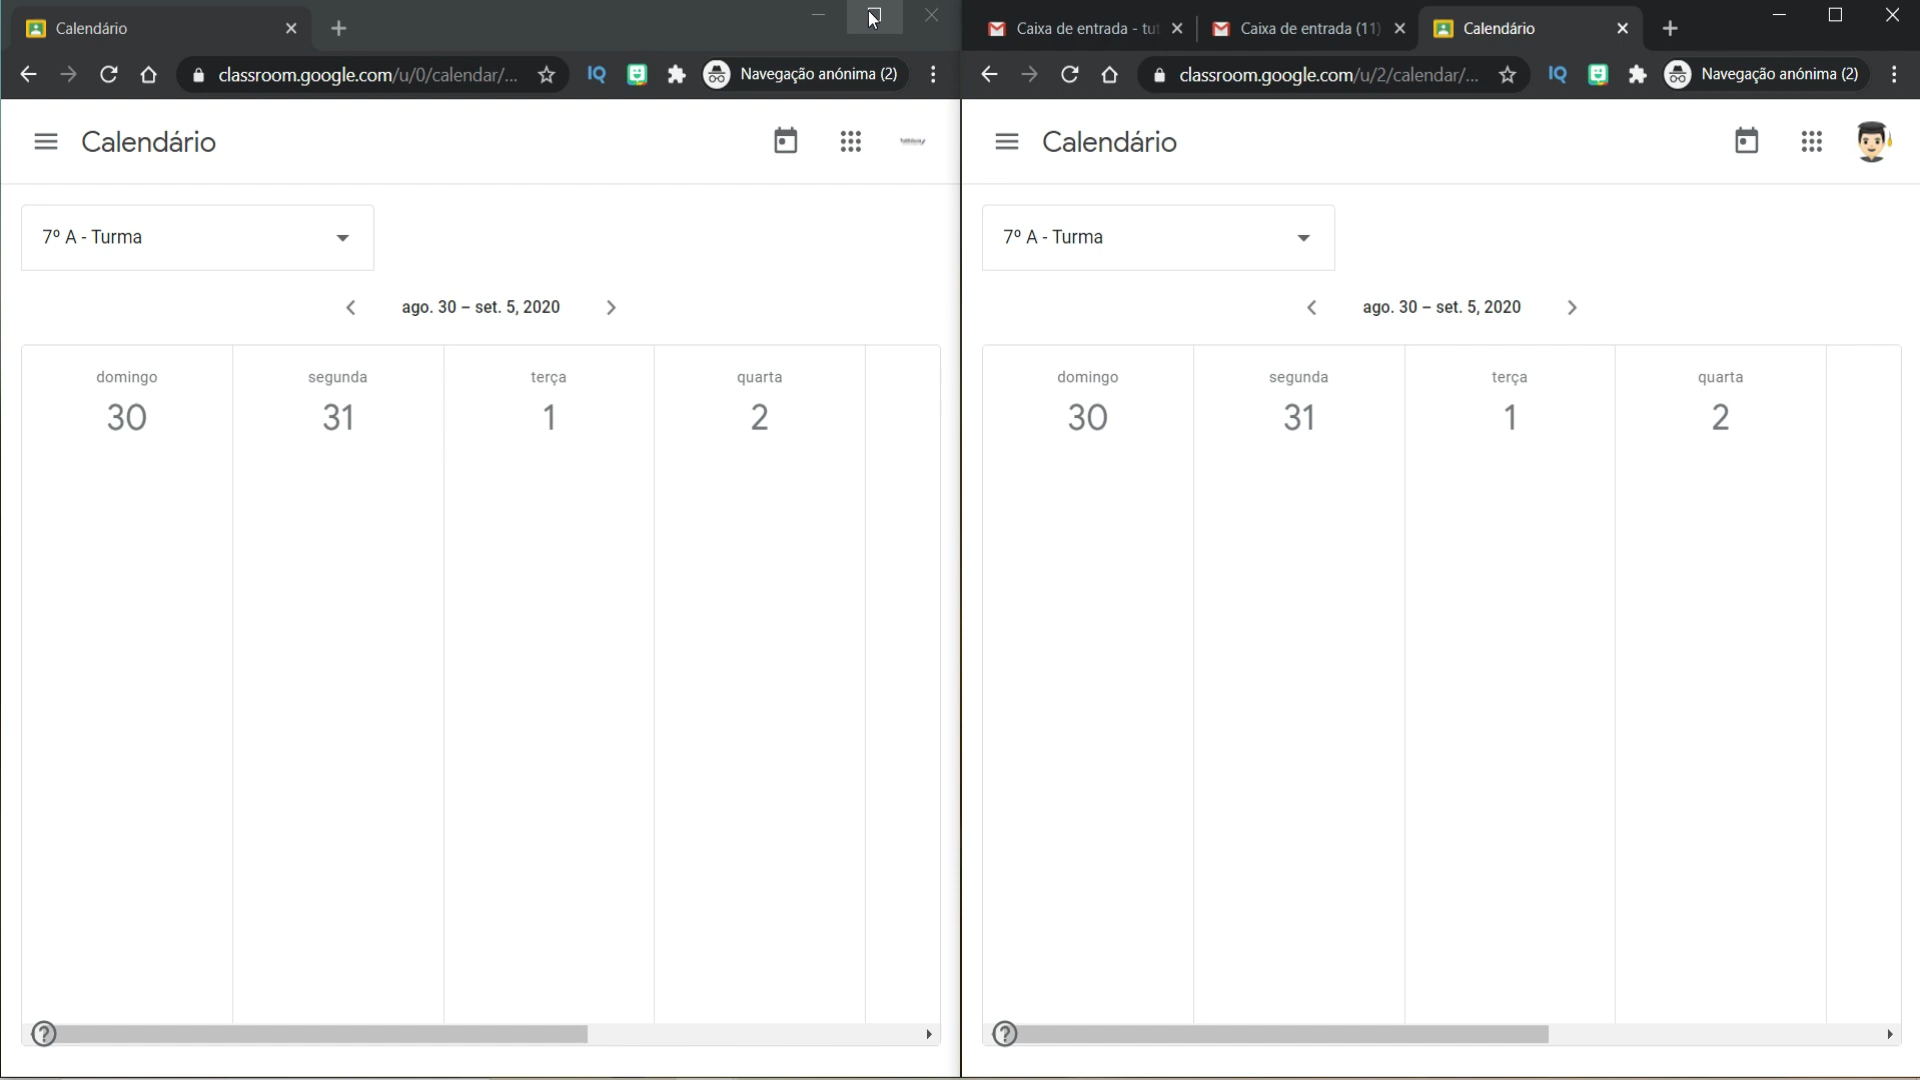 Calendário
classroom.google.com/u/0/calendar/...
IQ
Navegação anónima (2)
Calendário
7º A - Turma
ago. 30 – set. 5, 2020
domingo segunda terça quarta
30 31 1 2
Caixa de entrada - tut
Caixa de entrada (11)
Calendário
classroom.google.com/u/2/calendar/...
IQ
Navegação anónima (2)
Calendário
7º A - Turma
ago. 30 – set. 5, 2020
domingo segunda terça quarta
30 31 1 2